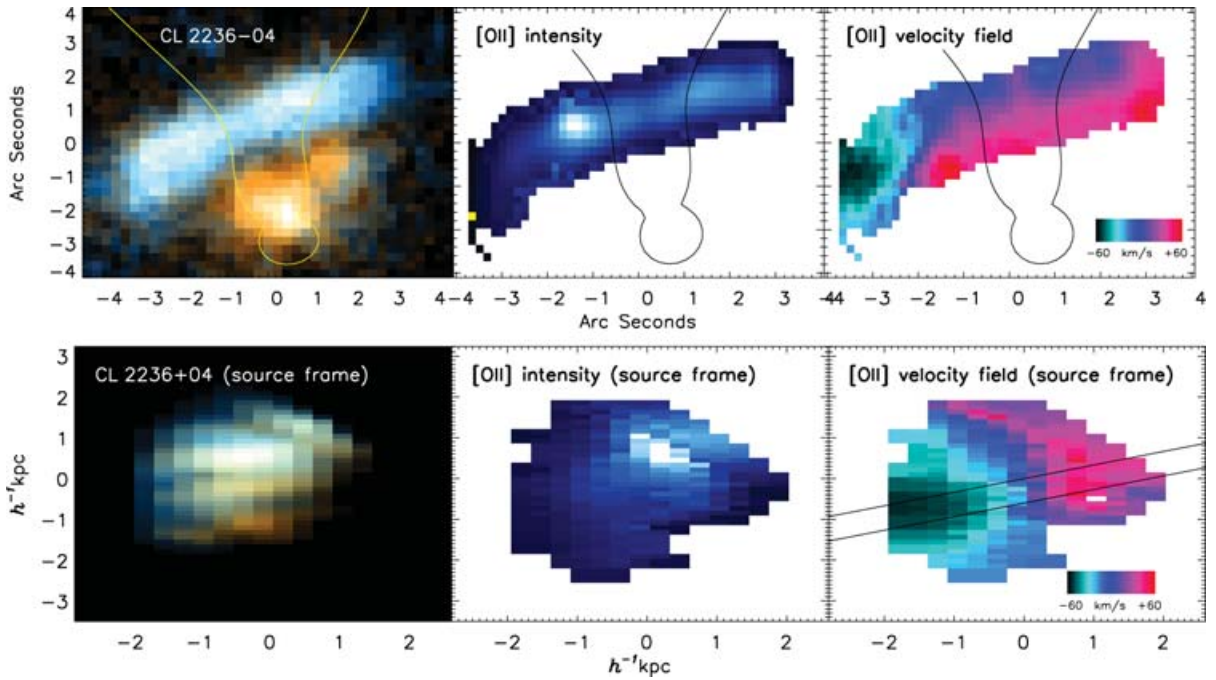 CL 2236−04
[OII] intensity
[OII] velocity field
4
3
2
1
0
−1
−2
−3
−4
Arc Seconds
−60 km/s +60
−4 −3 −2 −1 0 1 2 3 4
−4 −3 −2 −1 0 1 2 3 4
−4 −3 −2 −1 0 1 2 3 4
Arc Seconds
CL 2236+04 (source frame)
[OII] intensity (source frame)
[OII] velocity field (source frame)
3
2
1
0
−1
−2
−3
h⁻¹kpc
−60 km/s +60
−2 −1 0 1 2
−2 −1 0 1 2
−2 −1 0 1 2
h⁻¹kpc